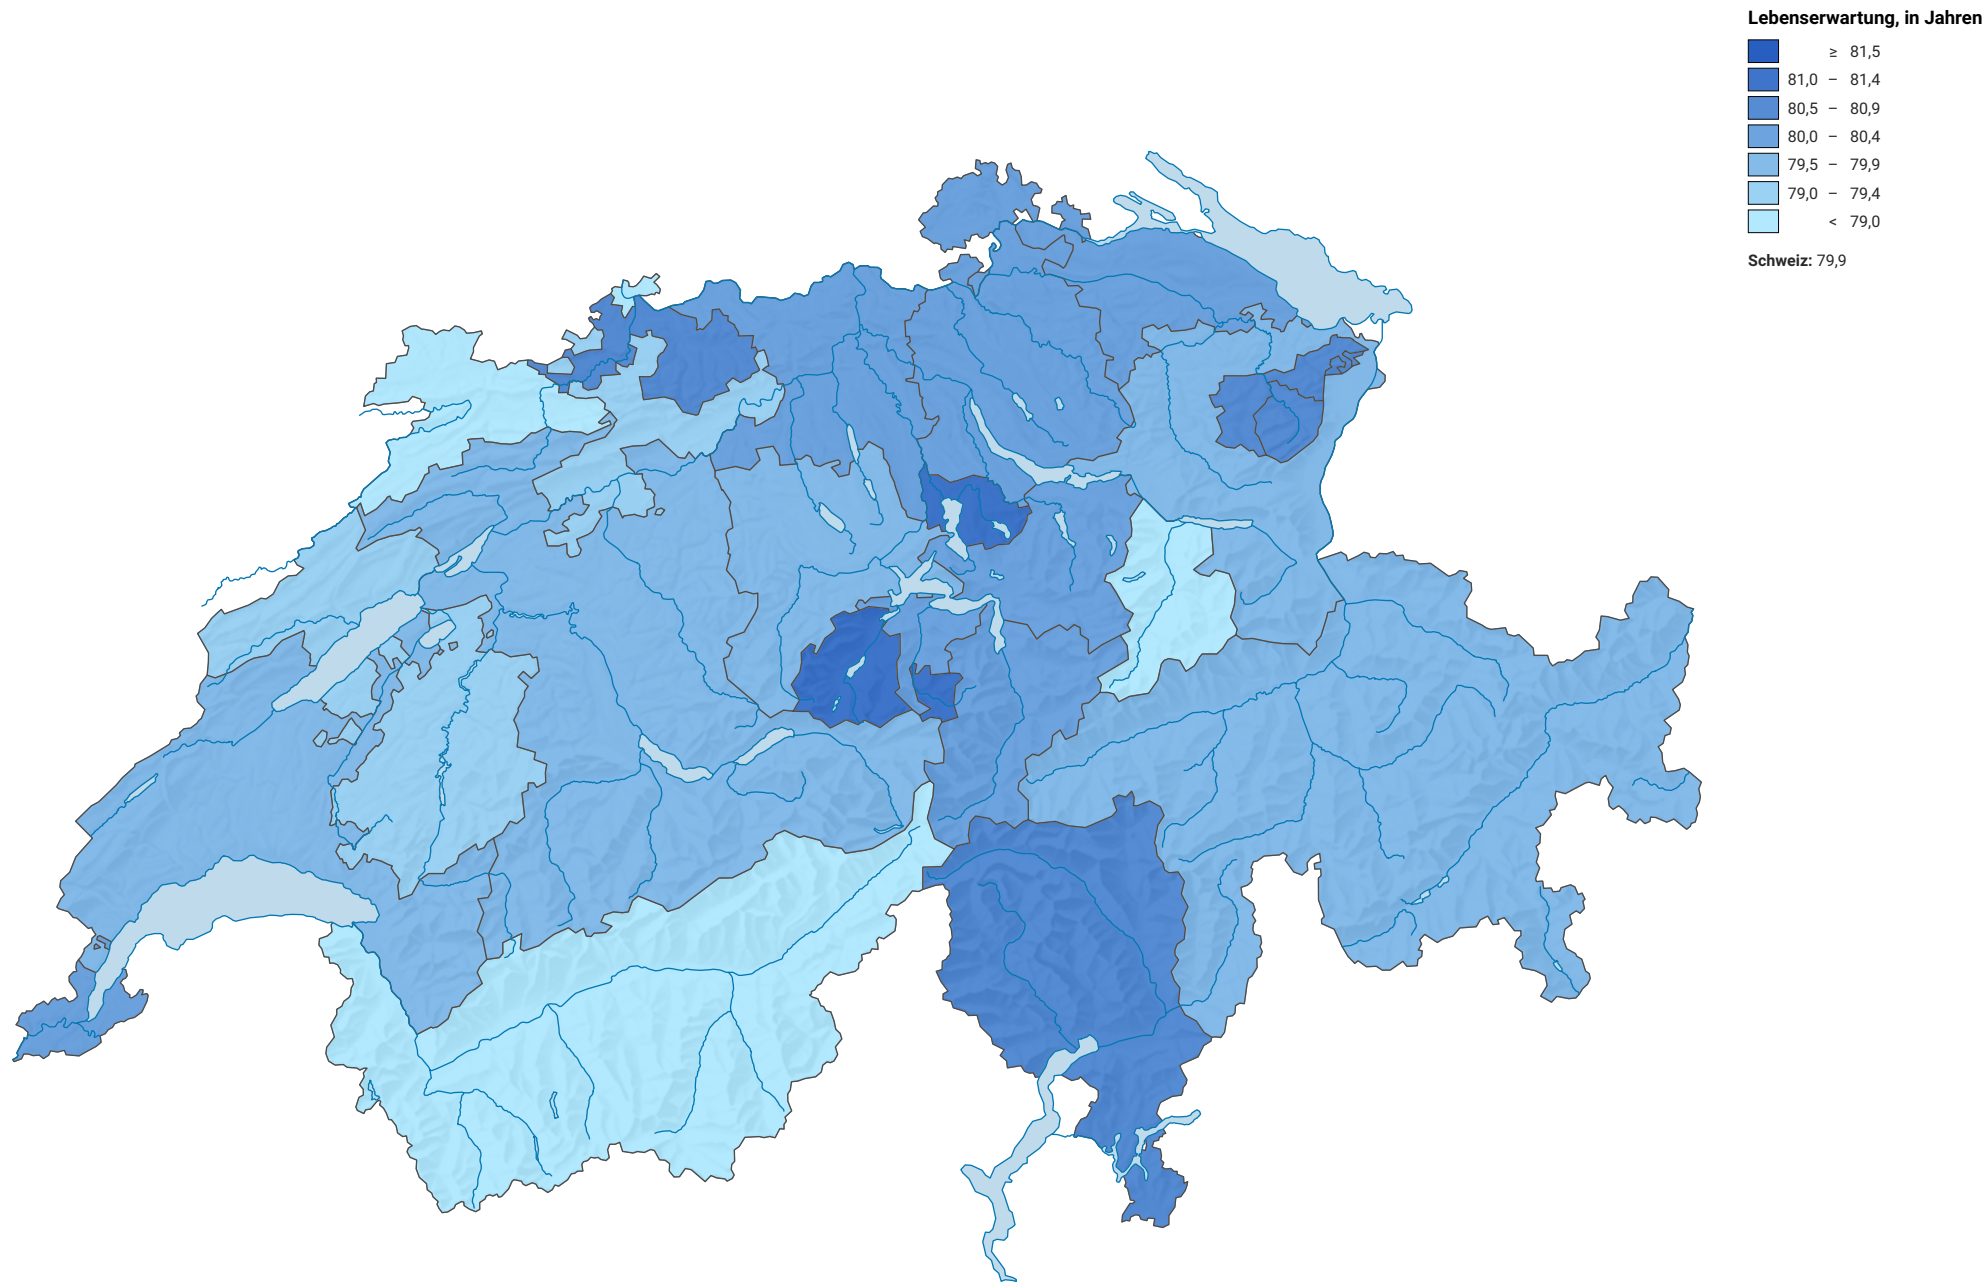 Lebenserwartung, in Jahren
≥ 81,5
81,0 – 81,4
80,5 – 80,9
80,0 – 80,4
79,5 – 79,9
79,0 – 79,4
< 79,0
Schweiz: 79,9